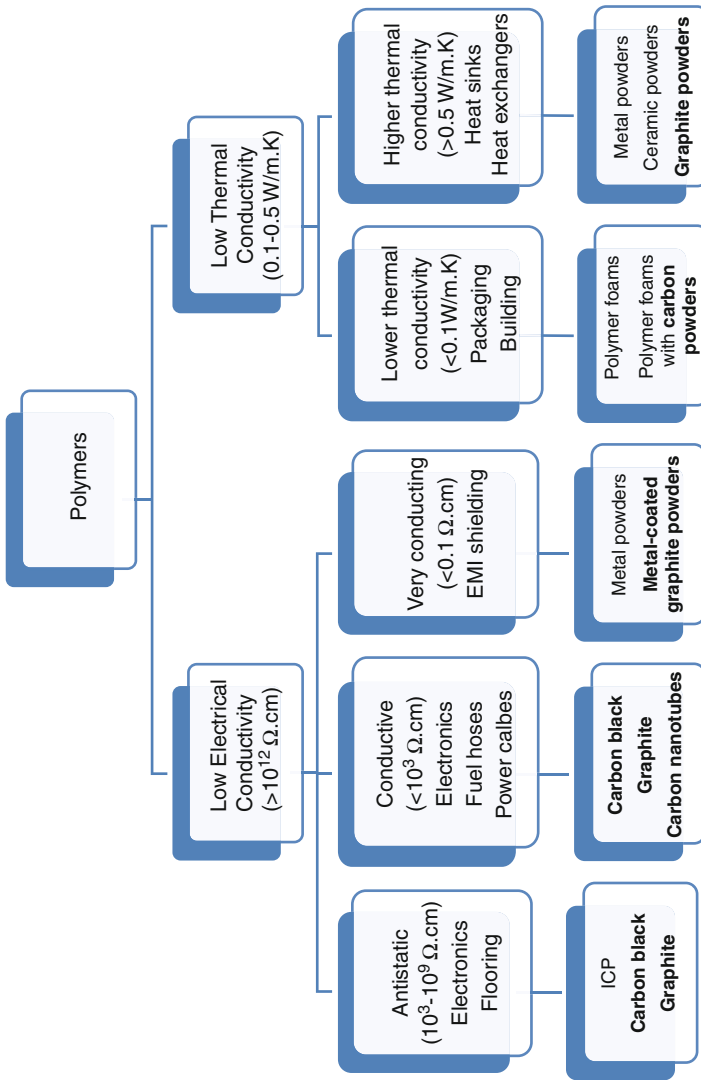 Polymers
Low Electrical
Conductivity
(>10¹² Ω.cm)
Low Thermal
Conductivity
(0.1-0.5 W/m.K)
Antistatic
(10³-10⁹ Ω.cm)
Electronics
Flooring
Conductive
(<10³ Ω.cm)
Electronics
Fuel hoses
Power calbes
Very conducting
(<0.1 Ω.cm)
EMI shielding
Lower thermal
conductivity
(<0.1W/m.K)
Packaging
Building
Higher thermal
conductivity
(>0.5 W/m.K)
Heat sinks
Heat exchangers
ICP
Carbon black
Graphite
Carbon black
Graphite
Carbon nanotubes
Metal powders
Metal-coated
graphite powders
Polymer foams
Polymer foams
with carbon
powders
Metal powders
Ceramic powders
Graphite powders